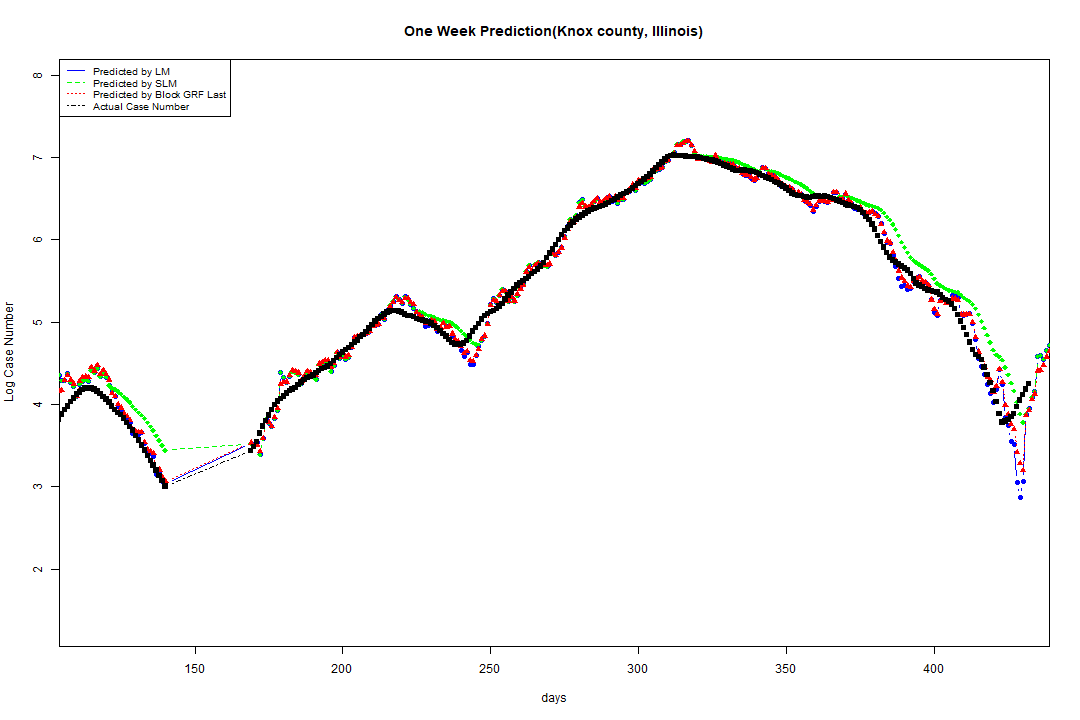 One Week Prediction(Knox county, Illinois)
Predicted by LM
Predicted by SLM
Predicted by Block GRF Last
Actual Case Number
Log Case Number
8
7
6
5
4
3
2
150 200 250 300 350 400
days